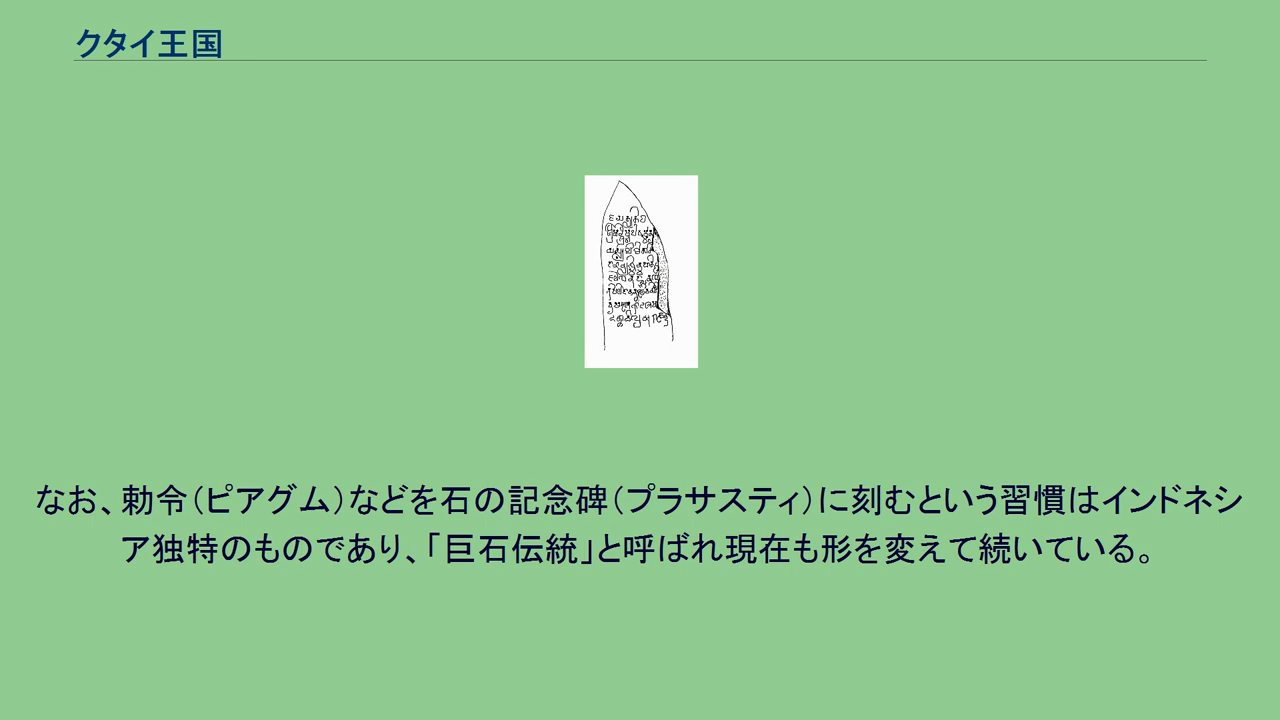 クタイ王国
なお、勅令（ピアグム）などを石の記念碑（プラサスティ）に刻むという習慣はインドネシ
ア独特のものであり、「巨石伝統」と呼ばれ現在も形を変えて続いている。